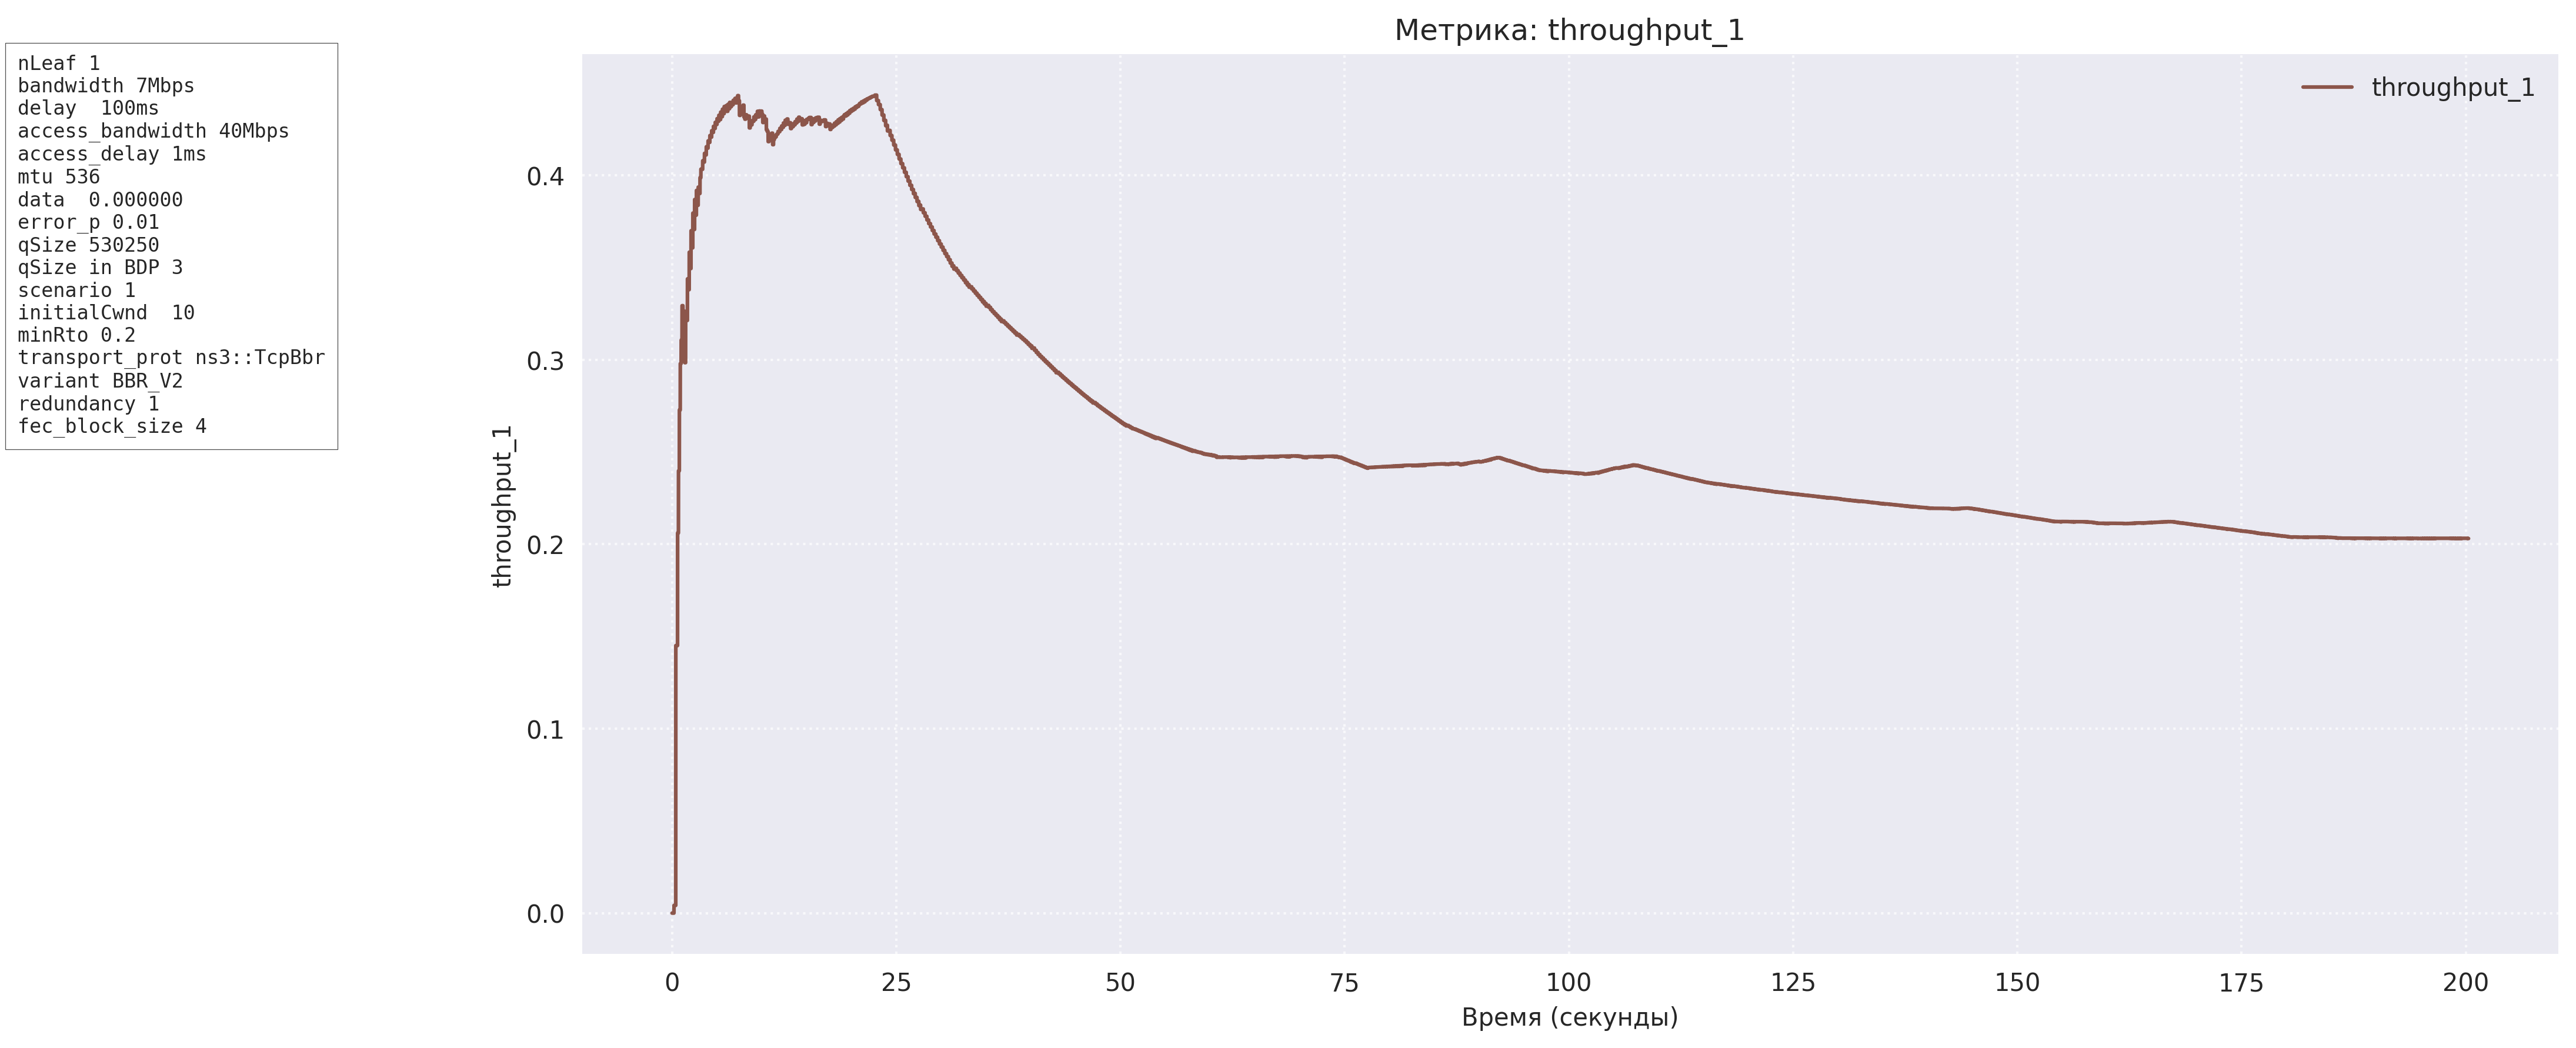 Метрика: throughput_1
nLeaf 1
bandwidth 7Mbps
delay  100ms
access_bandwidth 40Mbps
access_delay 1ms
mtu 536
data  0.000000
error_p 0.01
qSize 530250
qSize in BDP 3
scenario 1
initialCwnd  10
minRto 0.2
transport_prot ns3::TcpBbr
variant BBR_V2
redundancy 1
fec_block_size 4
throughput_1
throughput_1
0.4
0.3
0.2
0.1
0.0
0 25 50 75 100 125 150 175 200
Время (секунды)